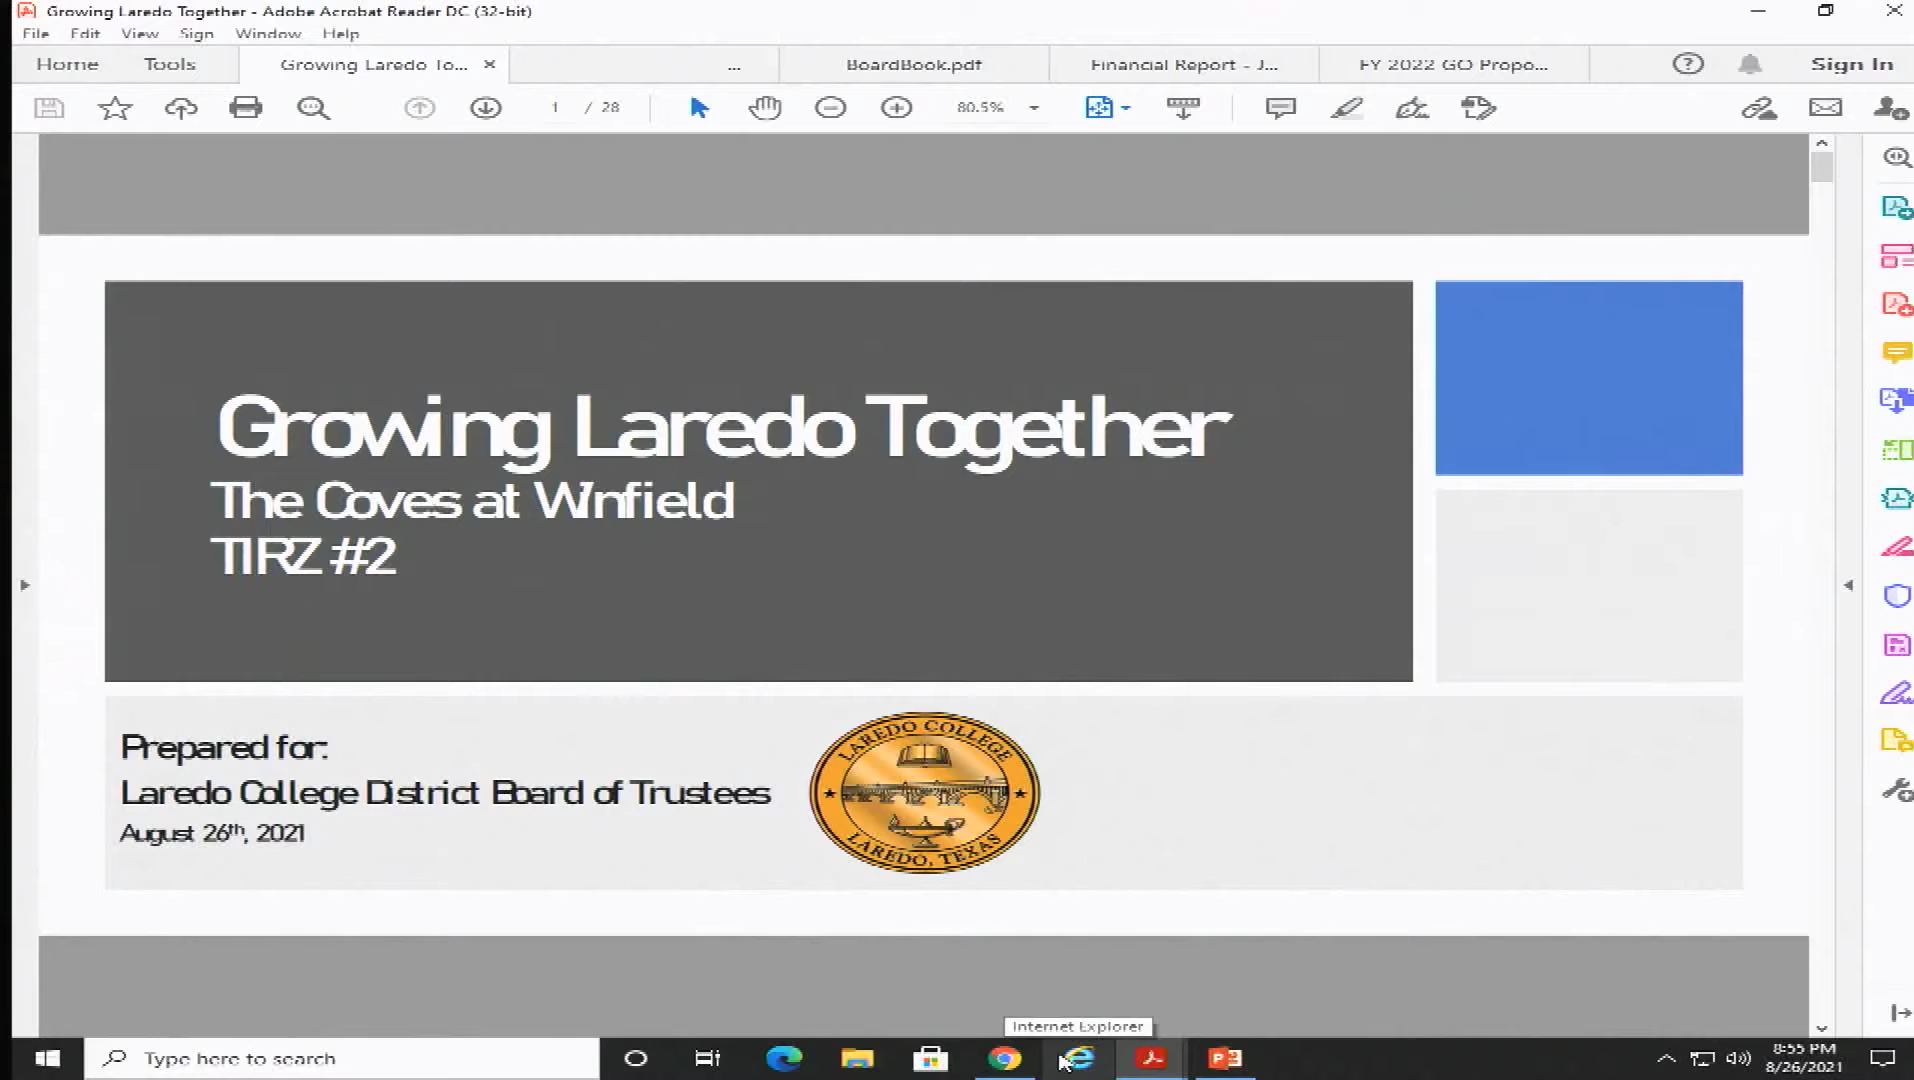 Growing Laredo Together - Adobe Acrobat Reader DC (32-bit)
File Edit View Sign Window Help
Home Tools Growing Laredo To... ... BoardBook.pdf Financial Report - J... FY 2022 GO Propo... Sign In
1 / 28 80.5%
Growing Laredo Together
The Coves at Winfield
TIRZ #2
Prepared for:
Laredo College District Board of Trustees
August 26th, 2021
LAREDO COLLEGE
LAREDO, TEXAS
Internet Explorer
Type here to search
8:55 PM
8/26/2021